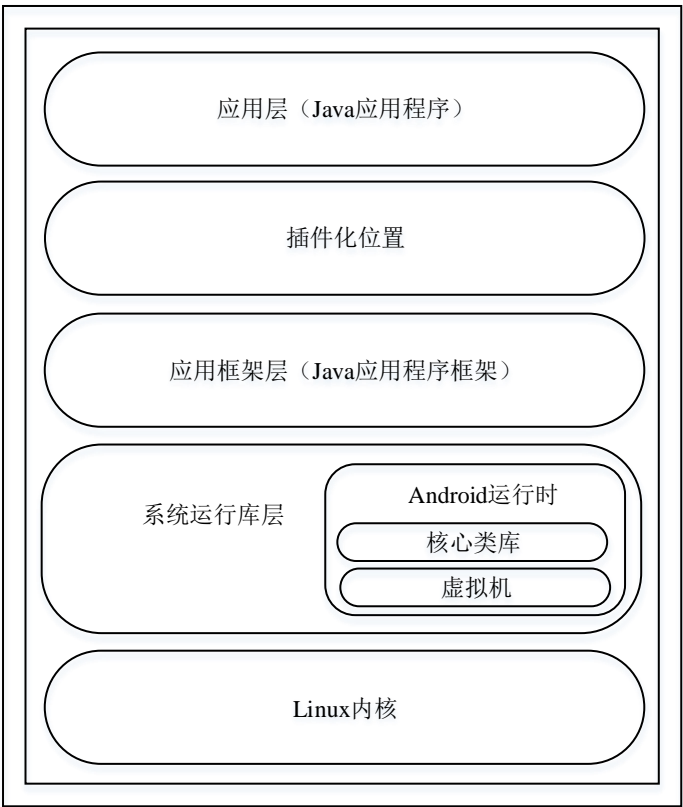 应用层（Java应用程序）
插件化位置
应用框架层（Java应用程序框架）
系统运行库层
Android运行时
核心类库
虚拟机
Linux内核